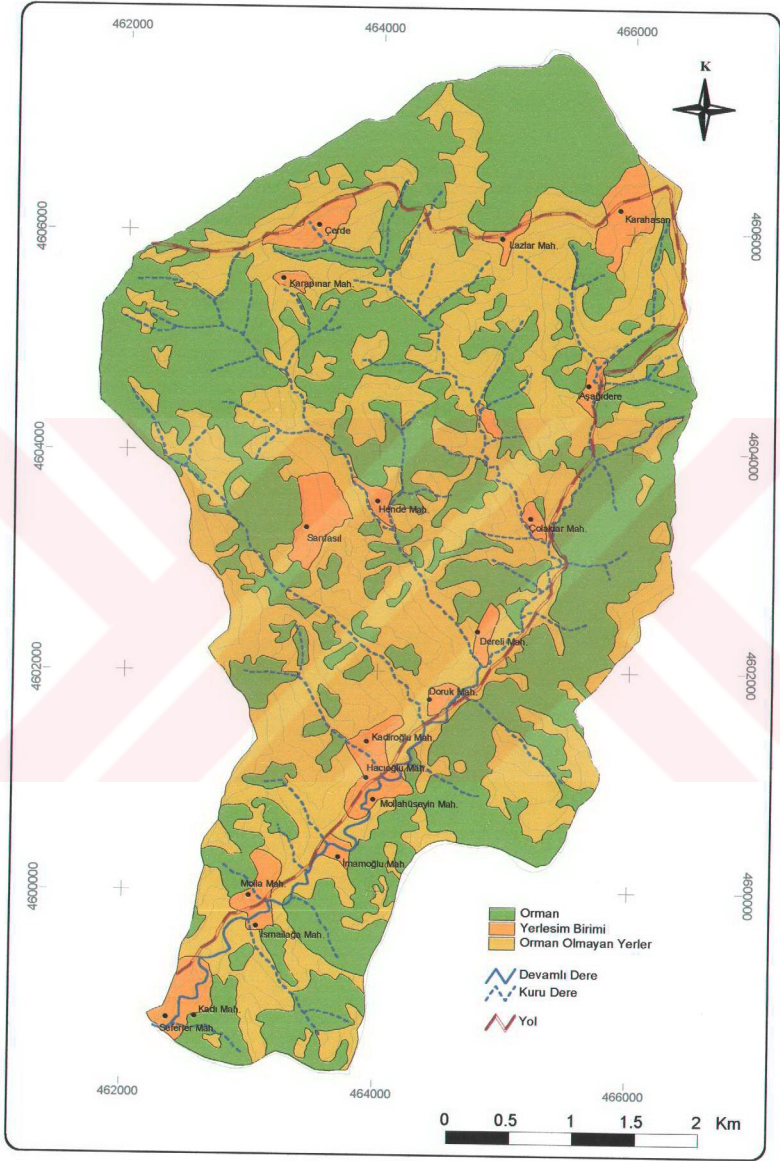 462000
464000
466000
K
4606000
4606000
Karahasan
Çerde
Lazlar Mah.
Karapınar Mah.
Aşağıdere
4604000
4604000
Hende Mah.
Çolaklar Mah.
Sarıfasıl
Dereli Mah.
4602000
4602000
Doruk Mah.
Kadiroğlu Mah.
Hacıoğlu Mah.
Mollahüseyin Mah.
İmamoğlu Mah.
4600000
4600000
Molla Mah.
İsmailağa Mah.
Kadı Mah.
Seferler Mah.
Orman
Yerlesim Birimi
Orman Olmayan Yerler
Devamlı Dere
Kuru Dere
Yol
462000
464000
466000
0 0.5 1 1.5 2 Km